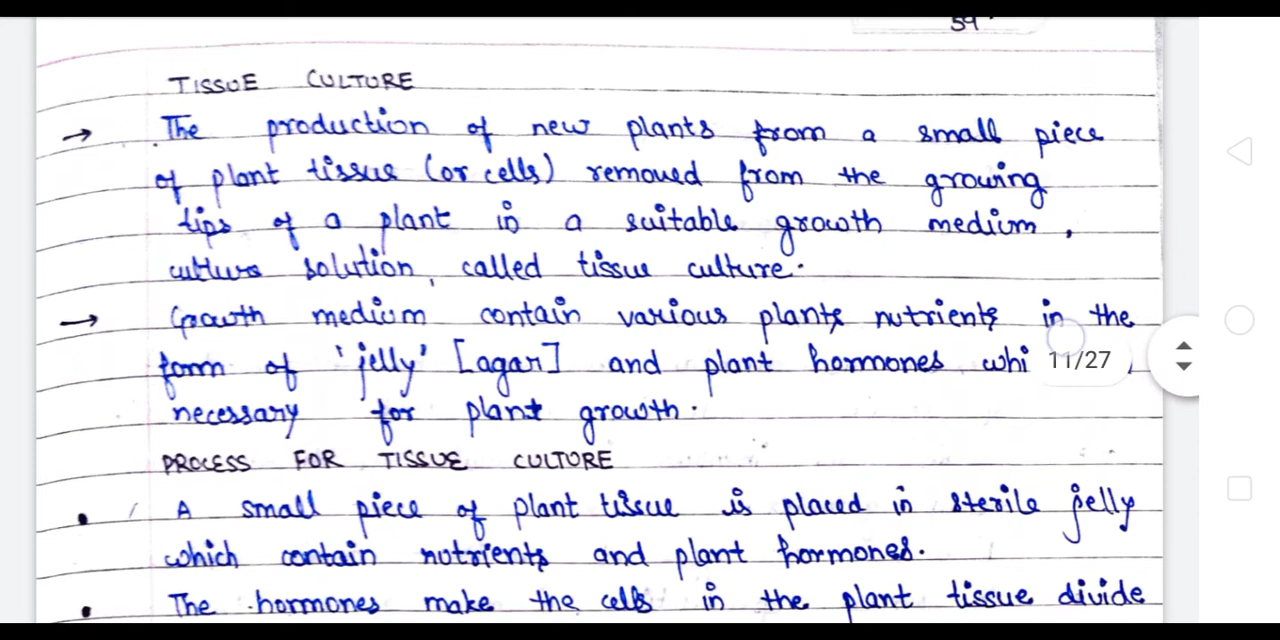 59
TISSUE CULTURE
→ The production of new plants from a small piece
of plant tissue (or cells) removed from the growing
tips of a plant in a suitable growth medium,
culture solution, called tissue culture.
→ Growth medium contain various plants nutrients in the
form of 'jelly' [agar] and plant hormones whi
11/27
necessary for plant growth.
PROCESS FOR TISSUE CULTURE
• A small piece of plant tissue is placed in sterile jelly
which contain nutrients and plant hormones.
• The hormones make the cells in the plant tissue divide